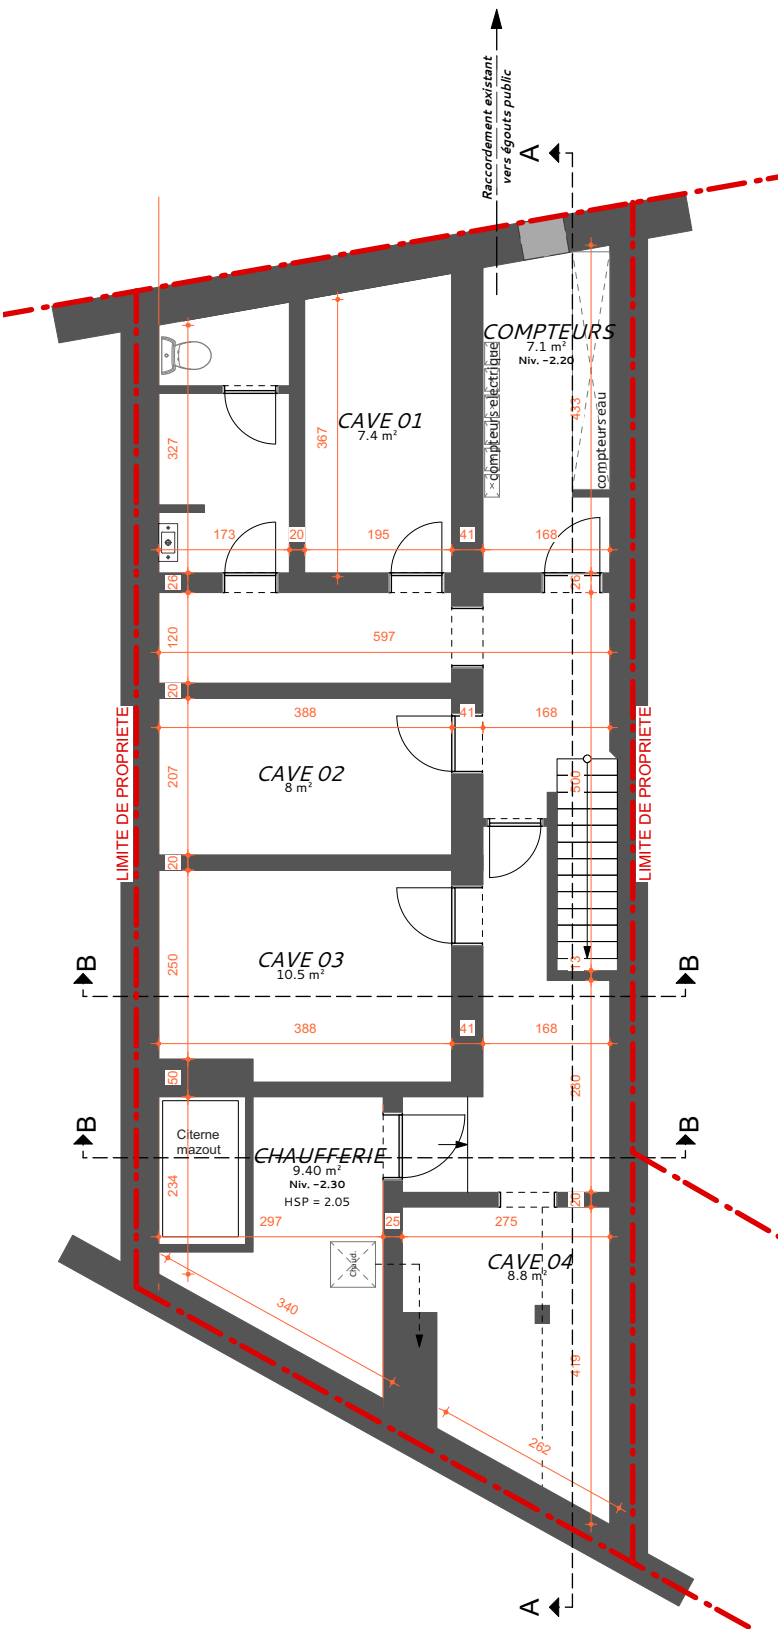 Raccordement existant
vers égouts public
A
COMPTEURS
7.1 m²
Niv. -2.20
compteurs electrique
compteurs eau
433
CAVE 01
7.4 m²
367
327
173
20
195
41
168
26
26
120
597
20
388
41
168
LIMITE DE PROPRIETE
LIMITE DE PROPRIETE
CAVE 02
8 m²
207
500
20
CAVE 03
10.5 m²
250
13
B
B
388
41
168
50
280
B
B
Citerne
mazout
CHAUFFERIE
9.40 m²
Niv. -2.30
HSP = 2.05
234
297
25
275
20
Chaud.
CAVE 04
8.8 m²
340
419
262
A